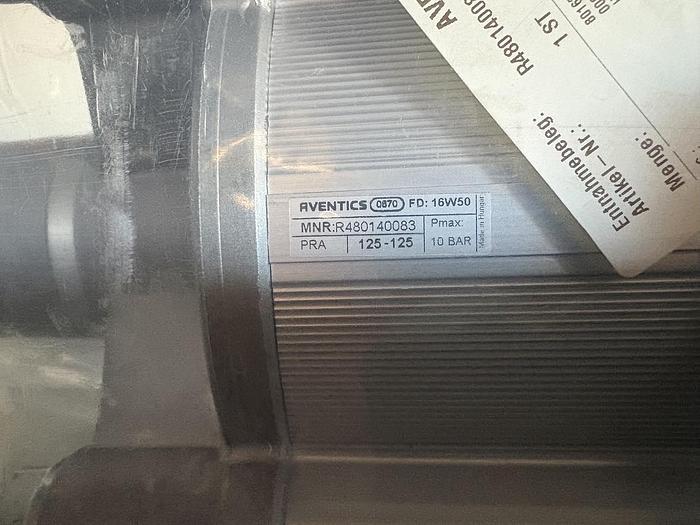 AVENTICS 0870 FD: 16W50
MNR:R480140083
Pmax:
PRA 125-125
10 BAR
Made in Hungary
Entnahmebeleg:
Artikel-Nr.:
Menge:
1 ST